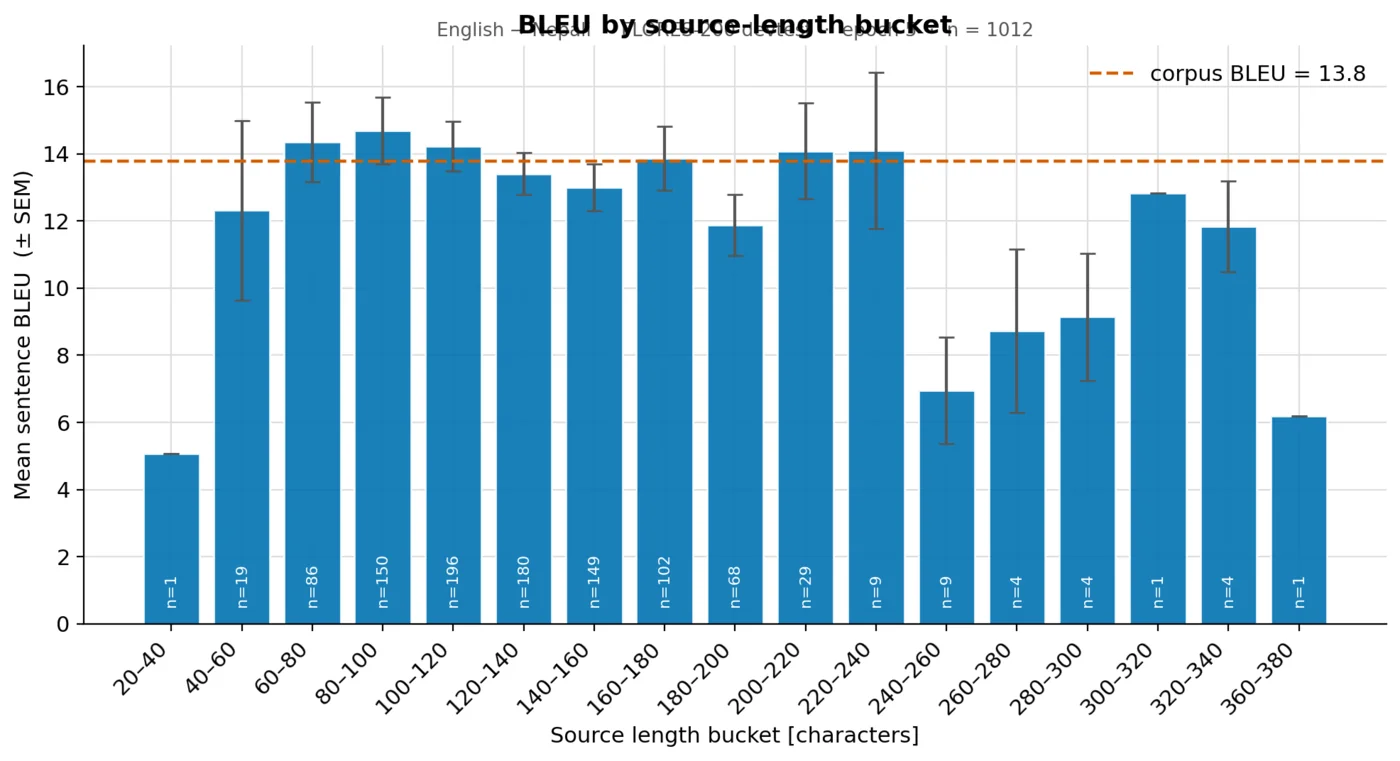 BLEU by source-length bucket
English – Nepali FLORES-200 devtest epoch n = 1012
corpus BLEU = 13.8
Mean sentence BLEU (± SEM)
16
14
12
10
8
6
4
2
0
n=1
n=19
n=86
n=150
n=196
n=180
n=149
n=102
n=68
n=29
n=9
n=9
n=4
n=4
n=1
n=4
n=1
20–40
40–60
60–80
80–100
100–120
120–140
140–160
160–180
180–200
200–220
220–240
240–260
260–280
280–300
300–320
320–340
360–380
Source length bucket [characters]